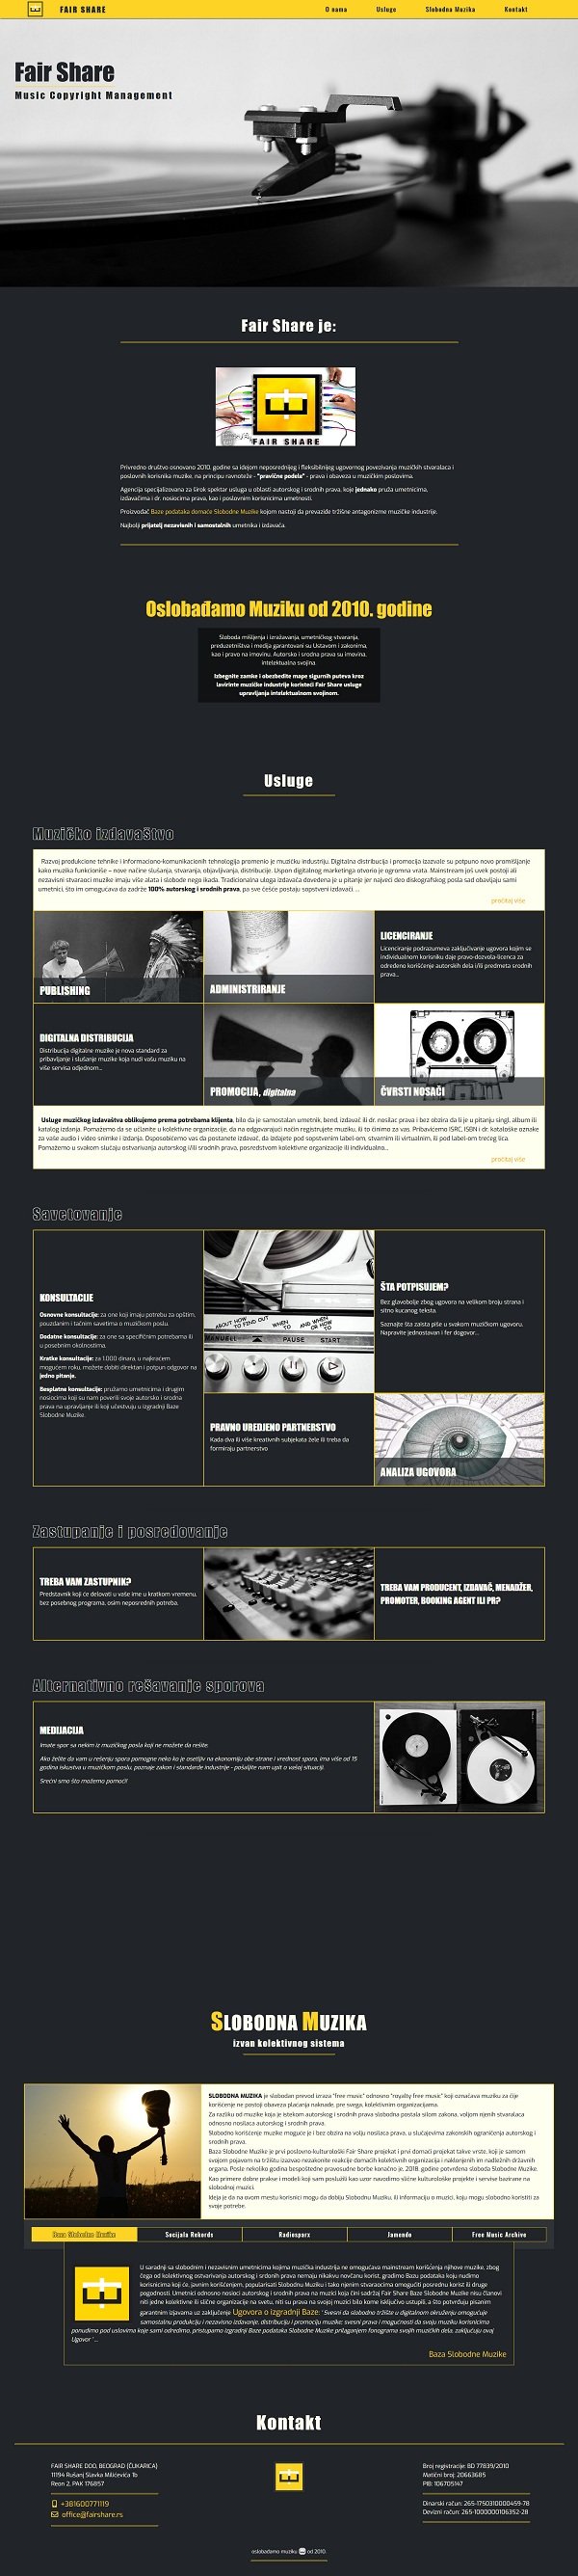 FAIR SHARE
O nama Usluge Slobodna Muzika Kontakt
Fair Share
Music Copyright Management
Fair Share je:
FAIR SHARE
Privredno društvo osnovano 2010. godine sa idejom neposrednijeg i fleksibilnijeg ugovornog povezivanja muzičkih stvaralaca i
poslovnih korisnika muzike, na principu ravnoteže - "pravične podele" - prava i obaveza u muzičkim poslovima.
Agencija specijalizovana za širok spektar usluga u oblasti autorskog i srodnih prava, koje jednako pruža umetnicima,
izdavačima i dr. nosiocima prava, kao i poslovnim korisnicima umetnosti.
Proizvođač Baze podataka domaće Slobodne Muzike kojom nastoji da prevaziđe tržišne antagonizme muzičke industrije.
Najbolji prijatelj nezavisnih i samostalnih umetnika i izdavača.
Oslobađamo Muziku od 2010. godine
Sloboda mišljenja i izražavanja, umetničkog stvaranja,
preduzetništva i medija garantovani su Ustavom i zakonima,
kao i pravo na imovinu. Autorsko i srodna prava su imovina,
intelektualna svojina.
Izbegnite zamke i obezbedite mape sigurnih puteva kroz
lavirinte muzičke industrije koristeći Fair Share usluge
upravljanja intelektualnom svojinom.
Usluge
Muzičko izdavaštvo
Razvoj produkcione tehnike i informaciono-komunikacionih tehnologija promenio je muzičku industriju. Digitalna distribucija i promocija izazvale su potpuno novo promišljanje
kako muzika funkcioniše – nove načine slušanja, stvaranja, objavljivanja, distribucije. Uspon digitalnog marketinga otvorio je ogromna vrata. Mainstream još uvek postoji ali
nezavisni stvaraoci muzike imaju više alata i slobode nego ikada. Tradicionalna uloga izdavača dovedena je u pitanje jer najveći deo diskografskog posla sad obavljaju sami
umetnici, što im omogućava da zadrže 100% autorskog i srodnih prava, pa sve češće postaju sopstveni izdavači. ...
pročitaj više
PUBLISHING
ADMINISTRIRANJE
LICENCIRANJE
Licenciranje podrazumeva zaključivanje ugovora kojim se
individualnom korisniku daje pravo-dozvola-licenca za
određeno korišćenje autorskih dela i/ili predmeta srodnih
prava...
DIGITALNA DISTRIBUCIJA
Distribucija digitalne muzike je nova standard za
pribavljanje i slušanje muzike koja nudi vašu muziku na
više servisa odjednom...
PROMOCIJA, digitalna
ČVRSTI NOSAČI
Usluge muzičkog izdavaštva oblikujemo prema potrebama klijenta, bilo da je samostalan umetnik, bend, izdavač ili dr. nosilac prava i bez obzira da li je u pitanju singl, album ili
katalog izdanja. Pomažemo da se učlanite u kolektivne organizacije, da na odgovarajući način registrujete muziku, ili to činimo za vas. Pribavićemo ISRC, ISBN i dr. kataloške oznake
za vaše audio i video snimke i izdanja. Disposobićemo vas da postanete izdavač, da izdajete pod sopstvenim label-om, stvarnim ili virtualnim, ili pod label-om trećeg lica.
Pomažemo u svakom slučaju ostvarivanja autorskog i/ili srodnih prava, posredstvom kolektivne organizacije ili individualno...
pročitaj više
Savetovanje
KONSULTACIJE
Osnovne konsultacije: za one koji imaju potrebu za opštim,
pouzdanim i tačnim savetima o muzičkom poslu.
Dodatne konsultacije: za one sa specifičnim potrebama ili
u posebnim okolnostima.
Kratke konsultacije: za 1.000 dinara, u najkraćem
mogućem roku, možete dobiti direktan i potpun odgovor na
jedno pitanje.
Besplatne konsultacije: pružamo umetnicima i drugim
nosiocima koji su nam poverili svoje autorsko i srodna
prava na upravljanje ili koji učestvuju u izgradnji Baze
Slobodne Muzike.
ABOUT HOW TO FIND OUT WHEN TO AND WHEN OR HOW TO
MANUELL PAUSE START
ŠTA POTPISUJEM?
Bez glavobolje zbog ugovora na velikom broju strana i
sitno kucanog teksta.
Saznajte šta zaista piše u svakom muzičkom ugovoru.
Napravite jednostavan i fer dogovor...
PRAVNO UREDJENO PARTNERSTVO
Kada dva ili više kreativnih subjekata žele ili treba da
formiraju partnerstvo
ANALIZA UGOVORA
Zastupanje i posredovanje
TREBA VAM ZASTUPNIK?
Predstavnik koji će delovati u vaše ime u kratkom vremenu,
bez posebnog programa, osim neposrednih potreba.
TREBA VAM PRODUCENT, IZDAVAČ, MENADŽER,
PROMOTER, BOOKING AGENT ILI PR?
Alternativno rešavanje sporova
MEDIJACIJA
Imate spor sa nekim iz muzičkog posla koji ne možete da rešite.
Ako želite da vam u rešenju spora pomogne neko ko je osetljiv na ekonomiju obe strane i vrednost spora, ima više od 15
godina iskustva u muzičkom poslu, poznaje zakon i standarde industrije - pošaljite nam upit o vašoj situaciji.
Srećni smo što možemo pomoći!
SLOBODNA MUZIKA
izvan kolektivnog sistema
SLOBODNA MUZIKA je slobodan prevod izraza "free music" odnosno "royalty free music" koji označava muziku za čije
korišćenje ne postoji obaveza plaćanja naknade, pre svega, kolektivnim organizacijama.
Za razliku od muzike koja je istekom autorskog i srodnih prava slobodna postala silom zakona, voljom njenih stvaralaca
odnosno nosilaca autorskog i srodnih prava.
Slobodno korišćenje muzike moguće je i bez obzira na volju nosilaca prava, u slučajevima zakonskih ograničenja autorskog i
srodnih prava.
Baza Slobodne Muzike je prvi poslovno-kulturološki Fair Share projekat i prvi domaći projekat takve vrste, koji je samom
svojom pojavom na tržištu izazvao nezakonite reakcije domaćih kolektivnih organizacija i naklonjenih im nadležnih državnih
organa. Posle nekoliko godina bespoštedne pravosudne borbe konačno je, 2018. godine potvrđena sloboda Slobodne Muzike.
Kao primere dobre prakse i modeli koji sam poslužili kao uzor navodimo slične kulturološke projekte i servise bazirane na
slobodnoj muzici.
Ideja je da na ovom mestu korisnici mogu da dobiju Slobodnu Muziku, ili informaciju o muzici, koju mogu slobodno koristiti za
svoje potrebe.
Baza Slobodne Muzike Socijala Rekords Radiosparx Jamendo Free Music Archive
U saradnji sa slobodnim i nezavisnim umetnicima kojima muzička industrija ne omogućava mainstream korišćenja njihove muzike, zbog
čega od kolektivnog ostvarivanja autorskog i srodnih prava nemaju nikakvu novčanu korist, gradimo Bazu podataka koju nudimo
korisnicima koji će, javnim korišćenjem, popularisati Slobodnu Muziku i tako njenim stvaraocima omogućiti posrednu korist ili druge
pogodnosti. Umetnici odnosno nosioci autorskog i srodnih prava na muzici koju čini sadržaj Fair Share Baze Slobodne Muzike nisu članovi
niti jedne kolektivne ili slične organizacije na svetu, niti su prava na svojoj muzici bilo kome isključivo ustupili, a što potvrđuju pisanim
garantnim izjavama uz zaključenje Ugovora o izgradnji Baze: "Svesni da slobodno tržište u digitalnom okruženju omogućuje
samostalnu produkciju i nezavisno izdavanje, distribuciju i promociju muzike; svesni prava i mogućnosti da svoju muziku korisnicima
ponudimo pod uslovima koje sami odredimo, pristupamo izgradnji Baze podataka Slobodne Muzike prilaganjem fonograma svojih muzičkih dela, zaključuju ovaj
Ugovor" ...
Baza Slobodne Muzike
Kontakt
FAIR SHARE DOO, BEOGRAD (ČUKARICA)
11194 Rušanj Slavka Milićevića 1b
Reon 2, PAK 176857
+381600771119
office@fairshare.rs
Broj registracije: BD 77839/2010
Matični broj: 20663685
PIB: 106705147
Dinarski račun: 265-1750310000459-78
Devizni račun: 265-1000000106352-28
oslobađamo muziku od 2010.